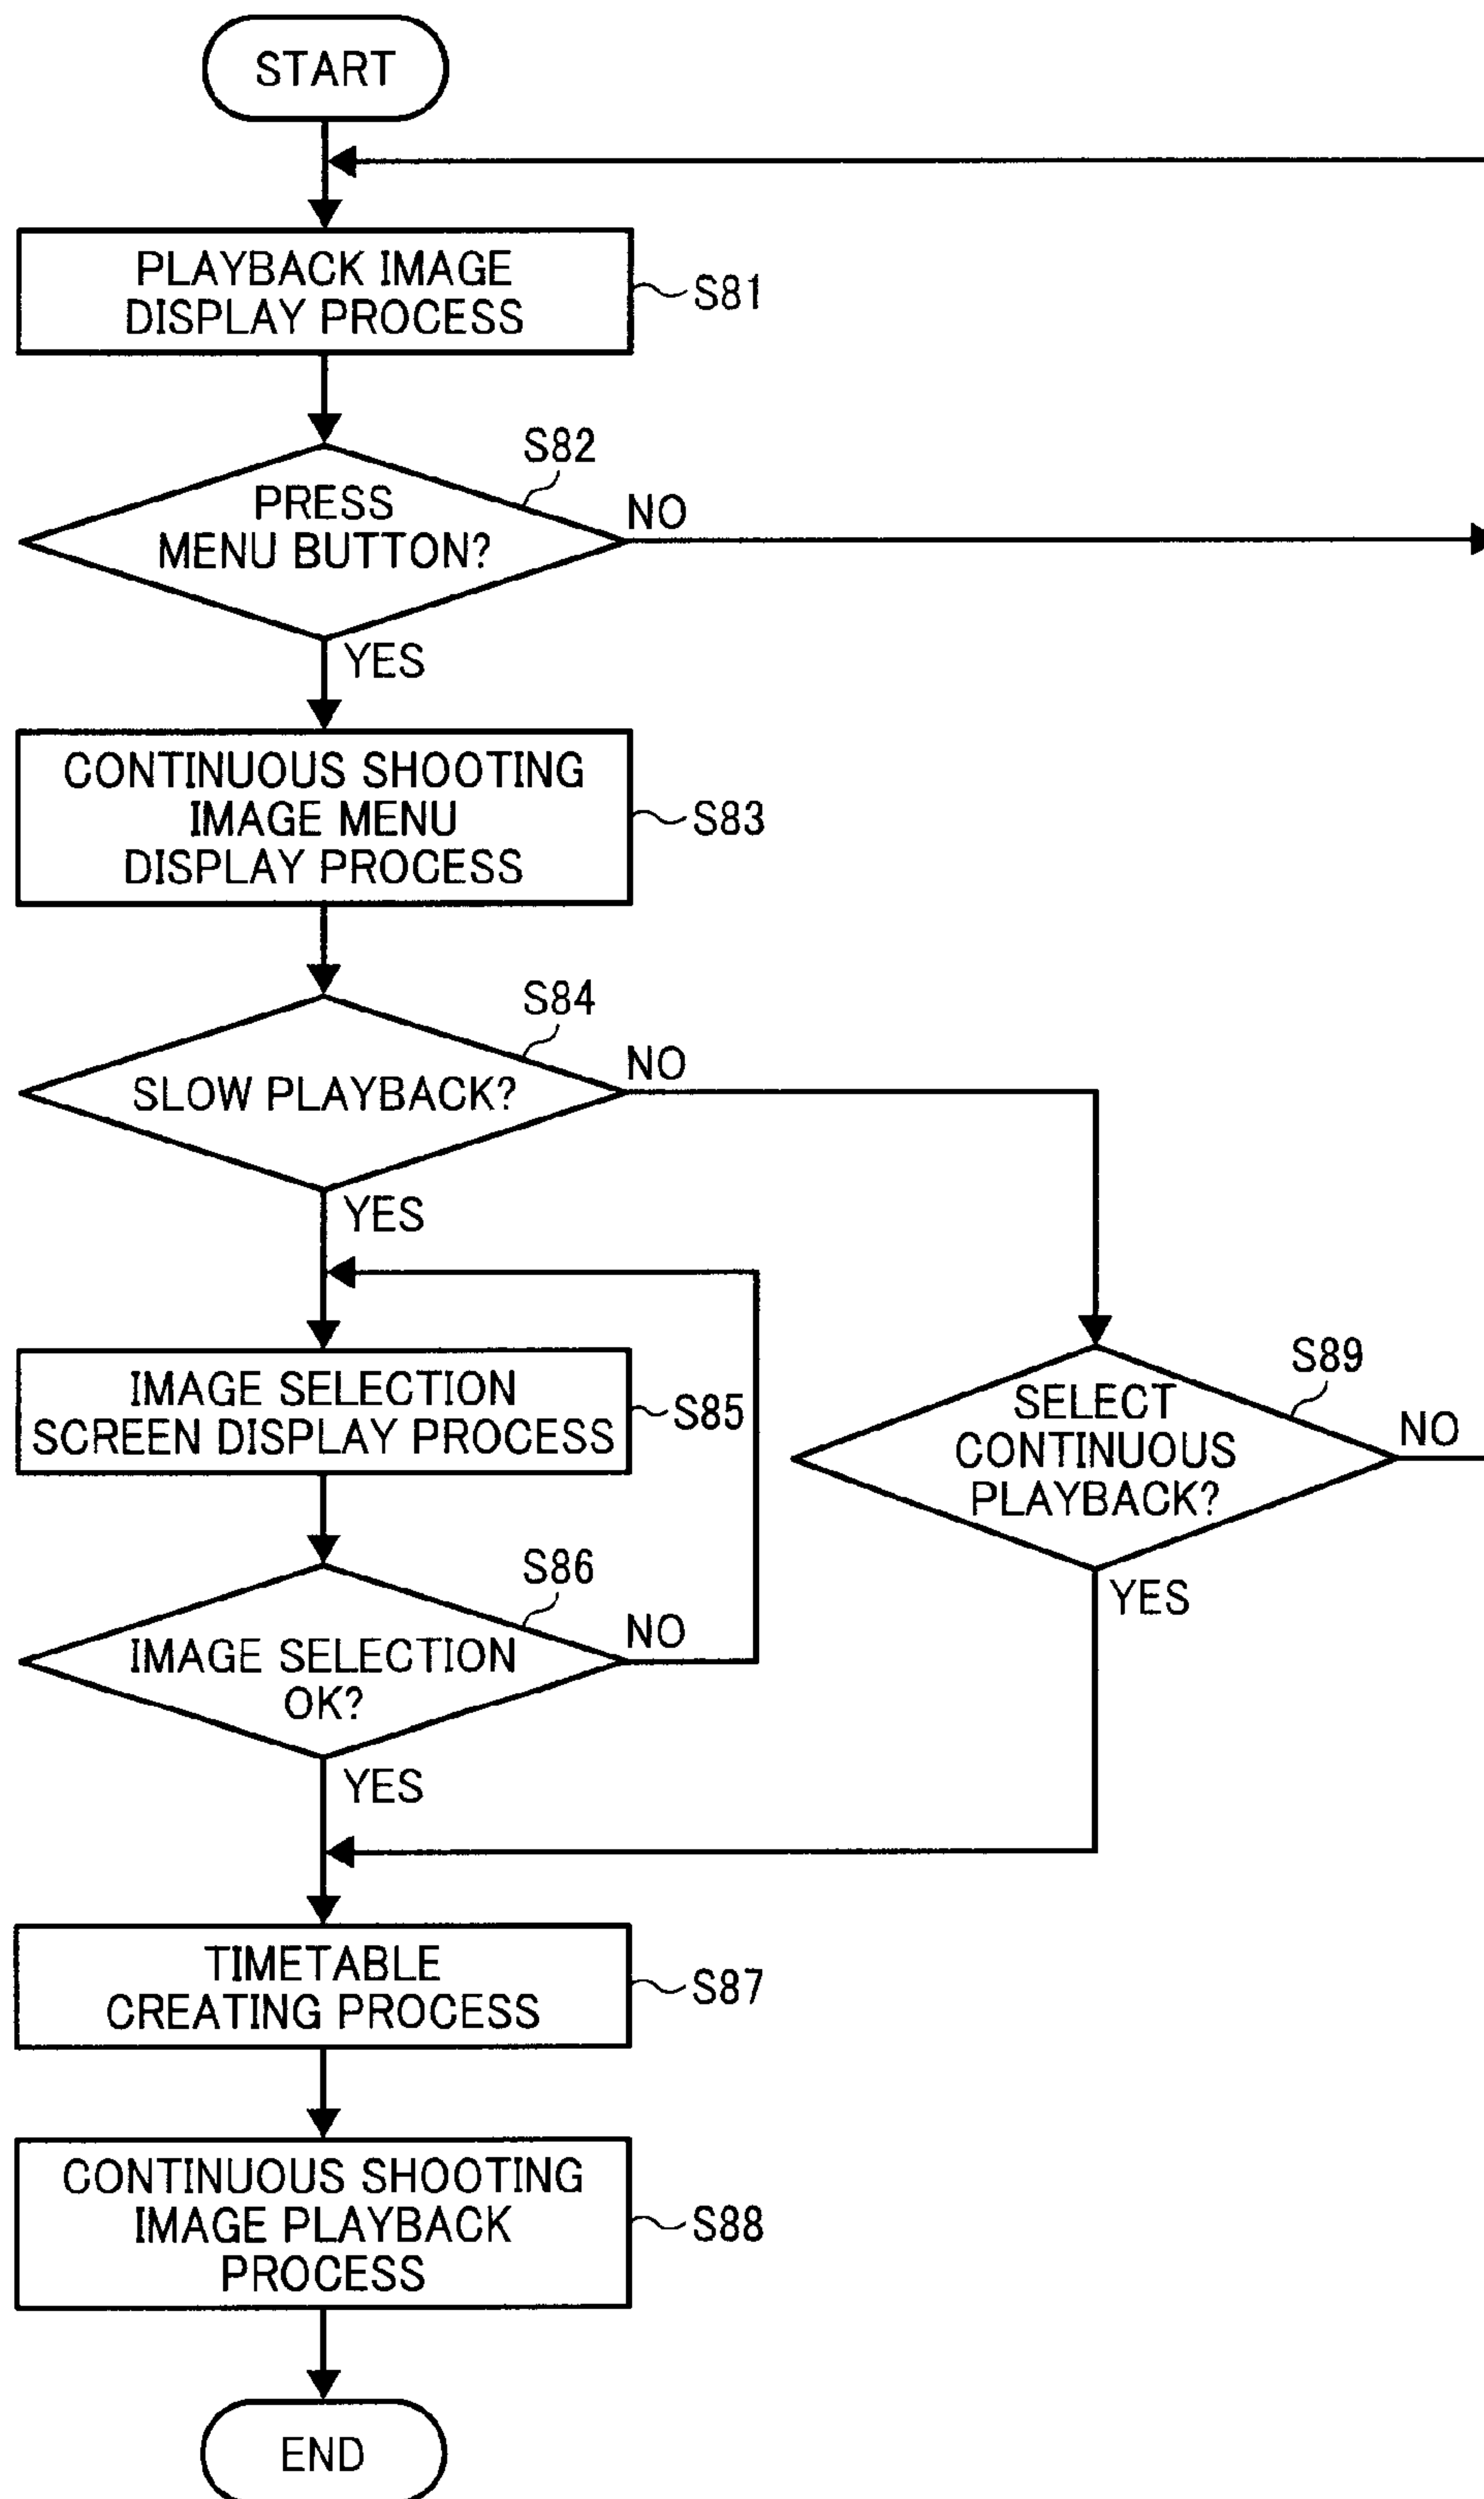 START
PLAYBACK IMAGE
DISPLAY PROCESS
S81
S82
PRESS
MENU BUTTON?
NO
YES
CONTINUOUS SHOOTING
IMAGE MENU
DISPLAY PROCESS
S83
S84
SLOW PLAYBACK?
NO
YES
IMAGE SELECTION
SCREEN DISPLAY PROCESS
S85
S89
SELECT
CONTINUOUS
PLAYBACK?
NO
YES
S86
IMAGE SELECTION
OK?
NO
YES
TIMETABLE
CREATING PROCESS
S87
CONTINUOUS SHOOTING
IMAGE PLAYBACK
PROCESS
S88
END